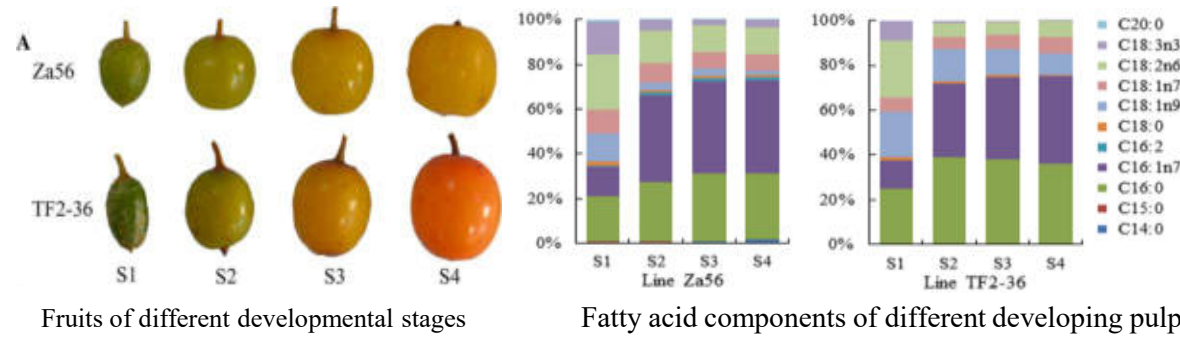 A
Za56
TF2-36
S1 S2 S3 S4
Fruits of different developmental stages
100%
80%
60%
40%
20%
0%
S1 S2 S3 S4
Line Za56
100%
80%
60%
40%
20%
0%
S1 S2 S3 S4
Line TF2-36
C20:0
C18:3n3
C18:2n6
C18:1n7
C18:1n9
C18:0
C16:2
C16:1n7
C16:0
C15:0
C14:0
Fatty acid components of different developing pulp